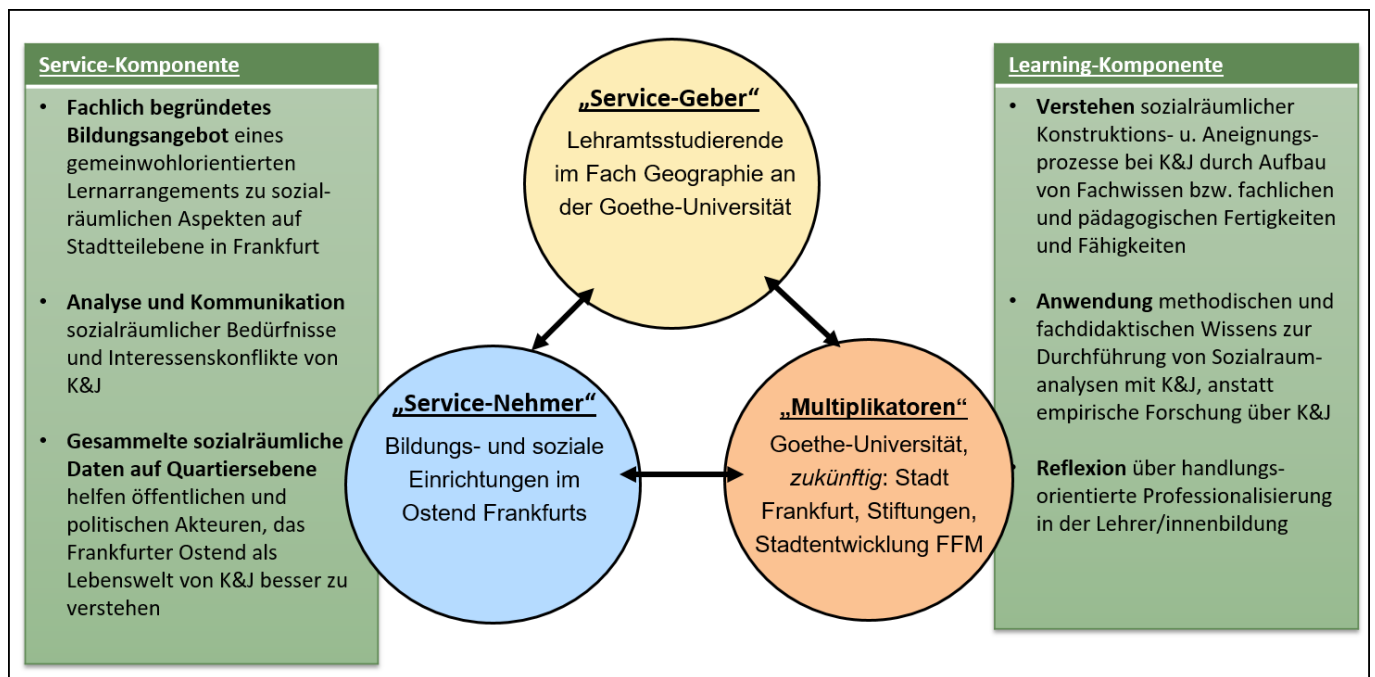 Service-Komponente
• Fachlich begründetes
Bildungsangebot eines
gemeinwohlorientierten
Lernarrangements zu sozial-
räumlichen Aspekten auf
Stadtteilebene in Frankfurt
• Analyse und Kommunikation
sozialräumlicher Bedürfnisse
und Interessenskonflikte von
K&J
• Gesammelte sozialräumliche
Daten auf Quartiersebene
helfen öffentlichen und
politischen Akteuren, das
Frankfurter Ostend als
Lebenswelt von K&J besser zu
verstehen
„Service-Geber“
Lehramtsstudierende
im Fach Geographie an
der Goethe-Universität
„Service-Nehmer“
Bildungs- und soziale
Einrichtungen im
Ostend Frankfurts
„Multiplikatoren“
Goethe-Universität,
zukünftig: Stadt
Frankfurt, Stiftungen,
Stadtentwicklung FFM
Learning-Komponente
• Verstehen sozialräumlicher
Konstruktions- u. Aneignungs-
prozesse bei K&J durch Aufbau
von Fachwissen bzw. fachlichen
und pädagogischen Fertigkeiten
und Fähigkeiten
• Anwendung methodischen und
fachdidaktischen Wissens zur
Durchführung von Sozialraum-
analysen mit K&J, anstatt
empirische Forschung über K&J
• Reflexion über handlungs-
orientierte Professionalisierung
in der Lehrer/innenbildung